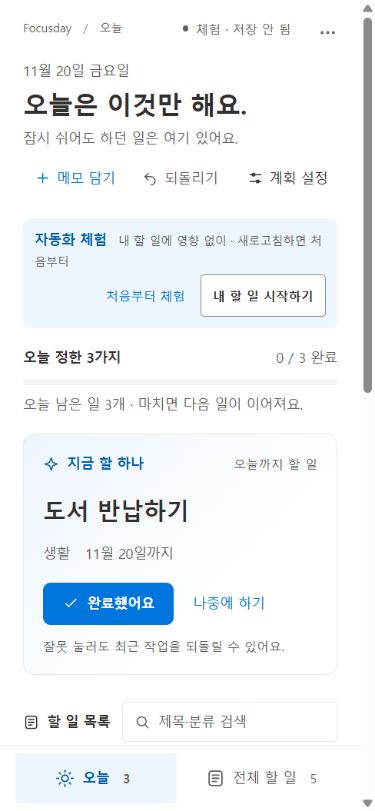 Focusday / 오늘
체험 · 저장 안 됨
11월 20일 금요일
오늘은 이것만 해요.
잠시 쉬어도 하던 일은 여기 있어요.
메모 담기
되돌리기
계획 설정
자동화 체험 내 할 일에 영향 없이 · 새로고침하면 처
음부터
처음부터 체험
내 할 일 시작하기
오늘 정한 3가지
0 / 3 완료
오늘 남은 일 3개 · 마치면 다음 일이 이어져요.
지금 할 하나
오늘까지 할 일
도서 반납하기
생활 11월 20일까지
완료했어요
나중에 하기
잘못 눌러도 최근 작업을 되돌릴 수 있어요.
할 일 목록
제목·분류 검색
오늘 3
전체 할 일 5